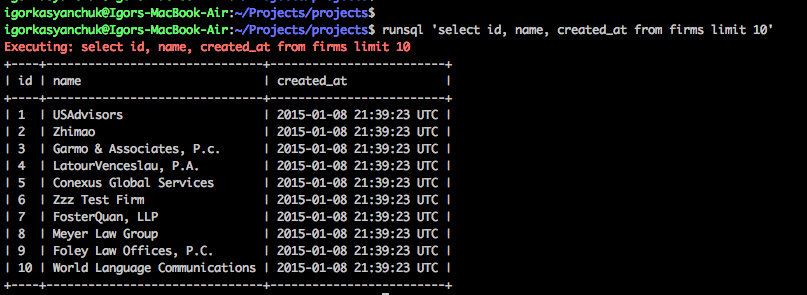 igorkasyanchuk@Igors-MacBook-Air:~/Projects/projects$
igorkasyanchuk@Igors-MacBook-Air:~/Projects/projects$ runsql 'select id, name, created_at from firms limit 10'
Executing: select id, name, created_at from firms limit 10
+----+-------------------------------+-------------------------+
| id | name                          | created_at              |
+----+-------------------------------+-------------------------+
| 1  | USAdvisors                    | 2015-01-08 21:39:23 UTC |
| 2  | Zhimao                        | 2015-01-08 21:39:23 UTC |
| 3  | Garmo & Associates, P.c.      | 2015-01-08 21:39:23 UTC |
| 4  | LatourVenceslau, P.A.         | 2015-01-08 21:39:23 UTC |
| 5  | Conexus Global Services       | 2015-01-08 21:39:23 UTC |
| 6  | Zzz Test Firm                 | 2015-01-08 21:39:23 UTC |
| 7  | FosterQuan, LLP               | 2015-01-08 21:39:23 UTC |
| 8  | Meyer Law Group               | 2015-01-08 21:39:23 UTC |
| 9  | Foley Law Offices, P.C.       | 2015-01-08 21:39:23 UTC |
| 10 | World Language Communications | 2015-01-08 21:39:23 UTC |
+----+-------------------------------+-------------------------+